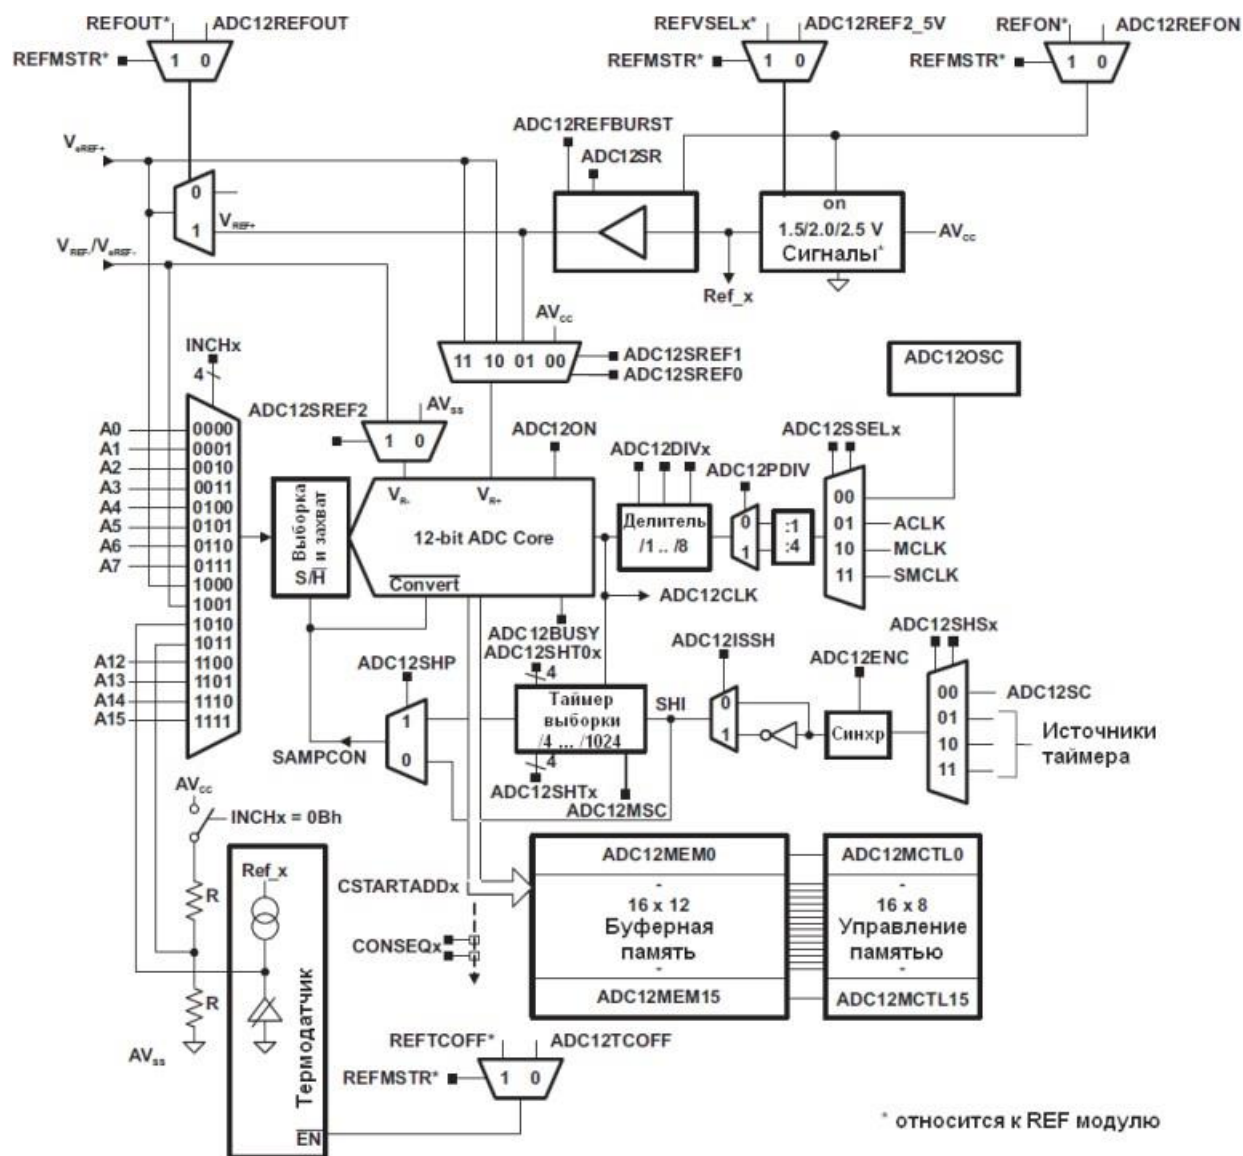 REFOUT* ADC12REFOUT
REFMSTR* 1 0
REFVSELx* ADC12REF2_5V
REFMSTR* 1 0
REFON* ADC12REFON
REFMSTR* 1 0
ADC12REFBURST
ADC12SR
VeREF+
0
1
VREF+
VREF-/VeREF-
on
1.5/2.0/2.5 V
Сигналы*
AVcc
Ref_x
AVcc
11 10 01 00
ADC12SREF1
ADC12SREF0
ADC12OSC
INCHx
4
ADC12SREF2
AVss
1 0
ADC12ON
ADC12DIVx
ADC12PDIV
ADC12SSELx
A0 0000
A1 0001
A2 0010
A3 0011
A4 0100
A5 0101
A6 0110
A7 0111
1000
1001
1010
1011
A12 1100
A13 1101
A14 1110
A15 1111
Выборка
и захват
S/H
VR-
VR+
12-bit ADC Core
Convert
Делитель
/1 .. /8
0
1
:1
:4
00
01 ACLK
10 MCLK
11 SMCLK
ADC12CLK
ADC12BUSY
ADC12SHT0x
4
ADC12SHP
1
0
SAMPCON
Таймер
выборки
/4 ... /1024
4
ADC12SHTx
ADC12MSC
SHI
ADC12ISSH
0
1
ADC12ENC
Синхр
ADC12SHSx
00 ADC12SC
01
10
11
Источники
таймера
AVcc
INCHx = 0Bh
R
R
AVss
Ref_x
Термодатчик
EN
CSTARTADDx
CONSEQx
ADC12MEM0
-
16 x 12
Буферная
память
-
ADC12MEM15
ADC12MCTL0
-
16 x 8
Управление
памятью
-
ADC12MCTL15
REFTCOFF* ADC12TCOFF
REFMSTR* 1 0
* относится к REF модулю